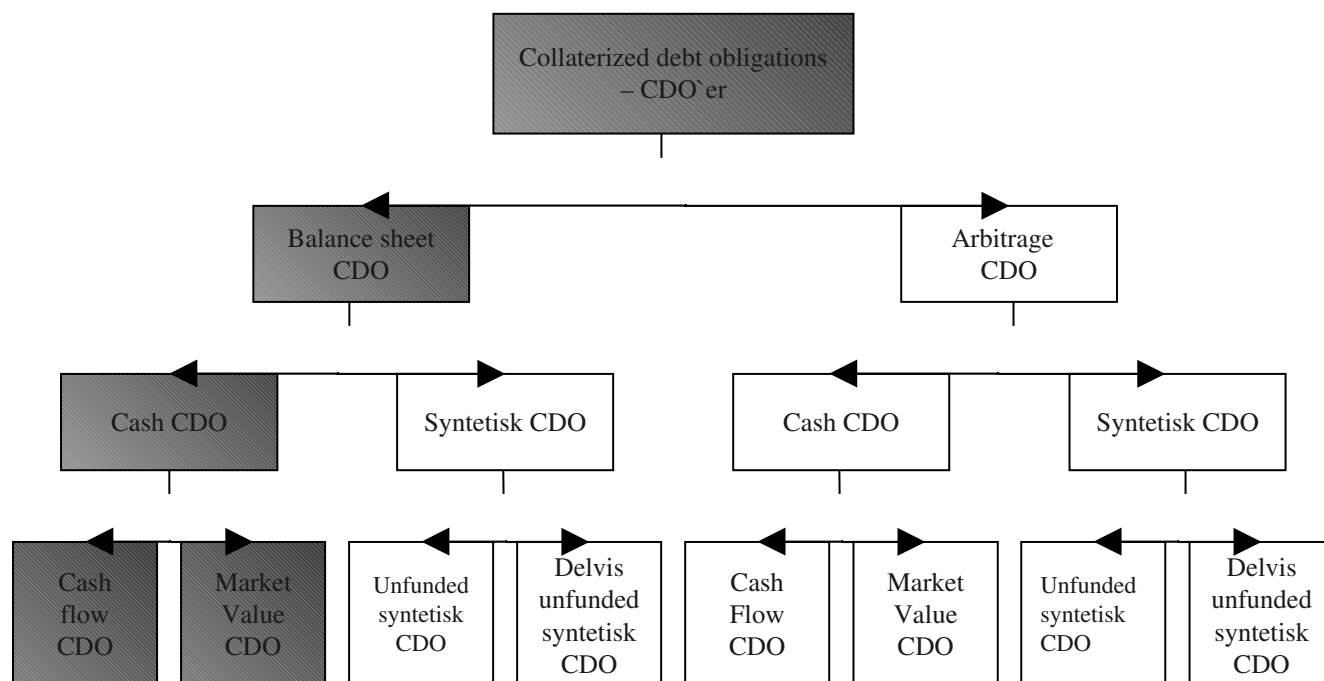 Collaterized debt obligations
– CDO`er
Balance sheet
CDO
Arbitrage
CDO
Cash CDO
Syntetisk CDO
Cash CDO
Syntetisk CDO
Cash
flow
CDO
Market
Value
CDO
Unfunded
syntetisk
CDO
Delvis
unfunded
syntetisk
CDO
Cash
Flow
CDO
Market
Value
CDO
Unfunded
syntetisk
CDO
Delvis
unfunded
syntetisk
CDO